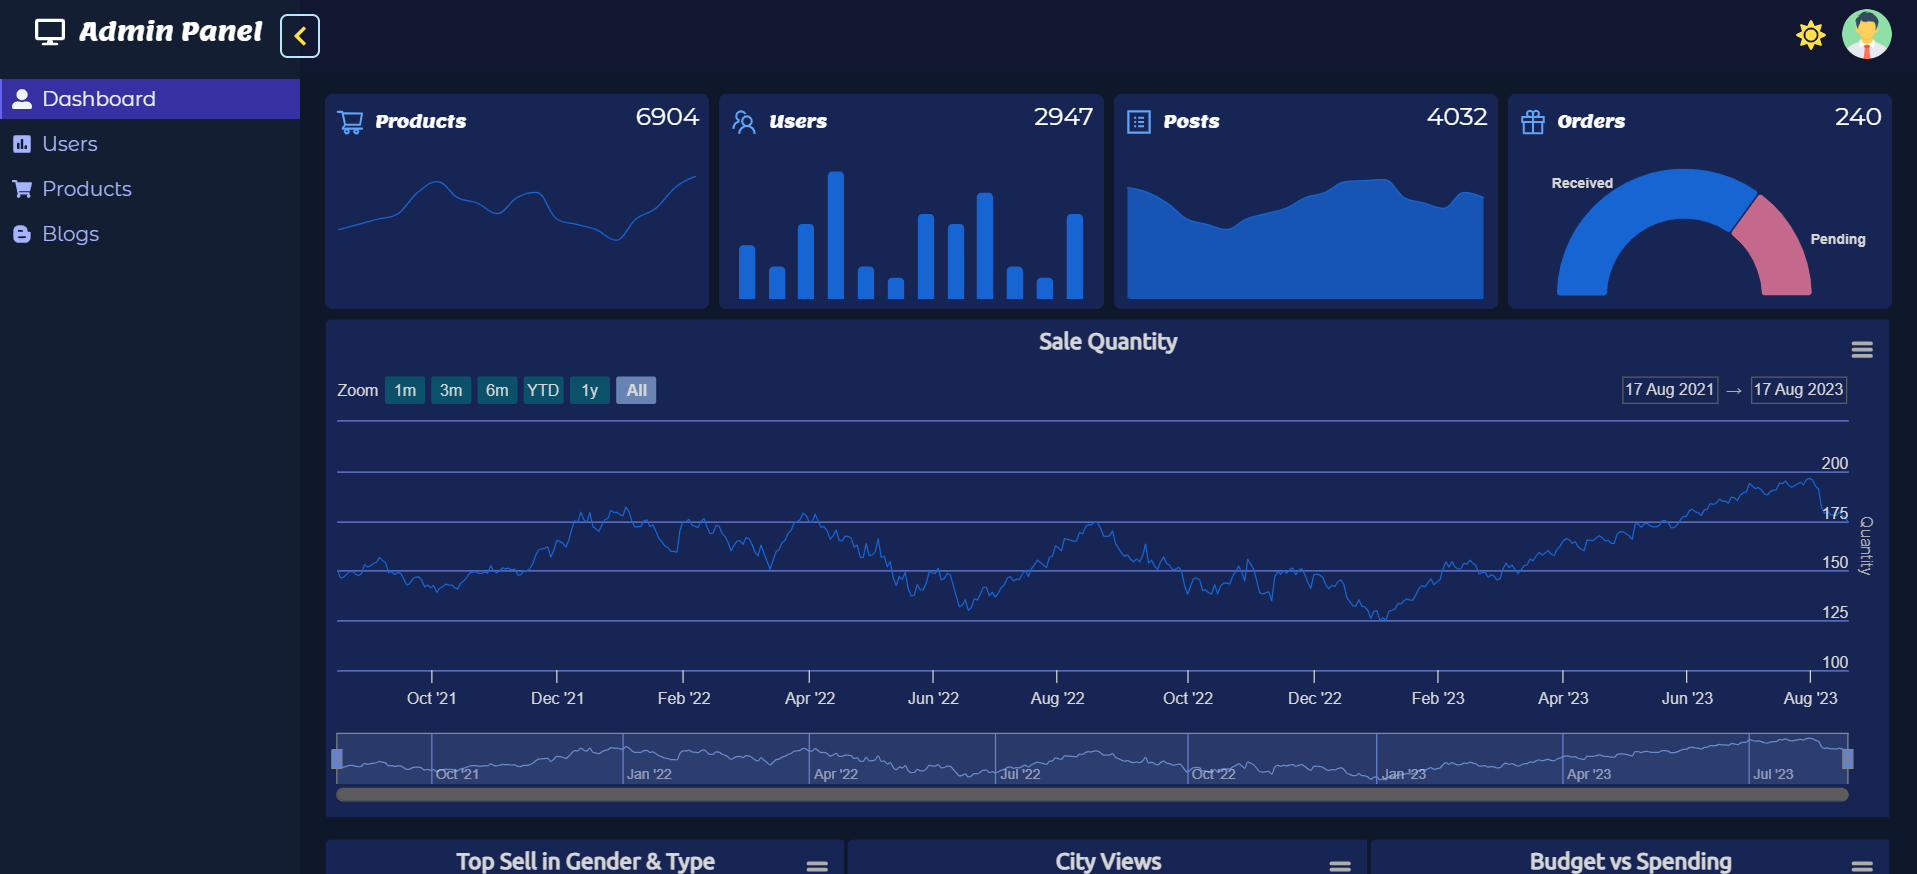 Admin Panel
Dashboard
Users
Products
Blogs
Products 6904
Users 2947
Posts 4032
Orders 240
Received
Pending
Sale Quantity
Zoom 1m 3m 6m YTD 1y All
17 Aug 2021 → 17 Aug 2023
200
175
150
125
100
Quantity
Oct '21 Dec '21 Feb '22 Apr '22 Jun '22 Aug '22 Oct '22 Dec '22 Feb '23 Apr '23 Jun '23 Aug '23
Oct '21 Jan '22 Apr '22 Jul '22 Oct '22 Jan '23 Apr '23 Jul '23
Top Sell in Gender & Type
City Views
Budget vs Spending